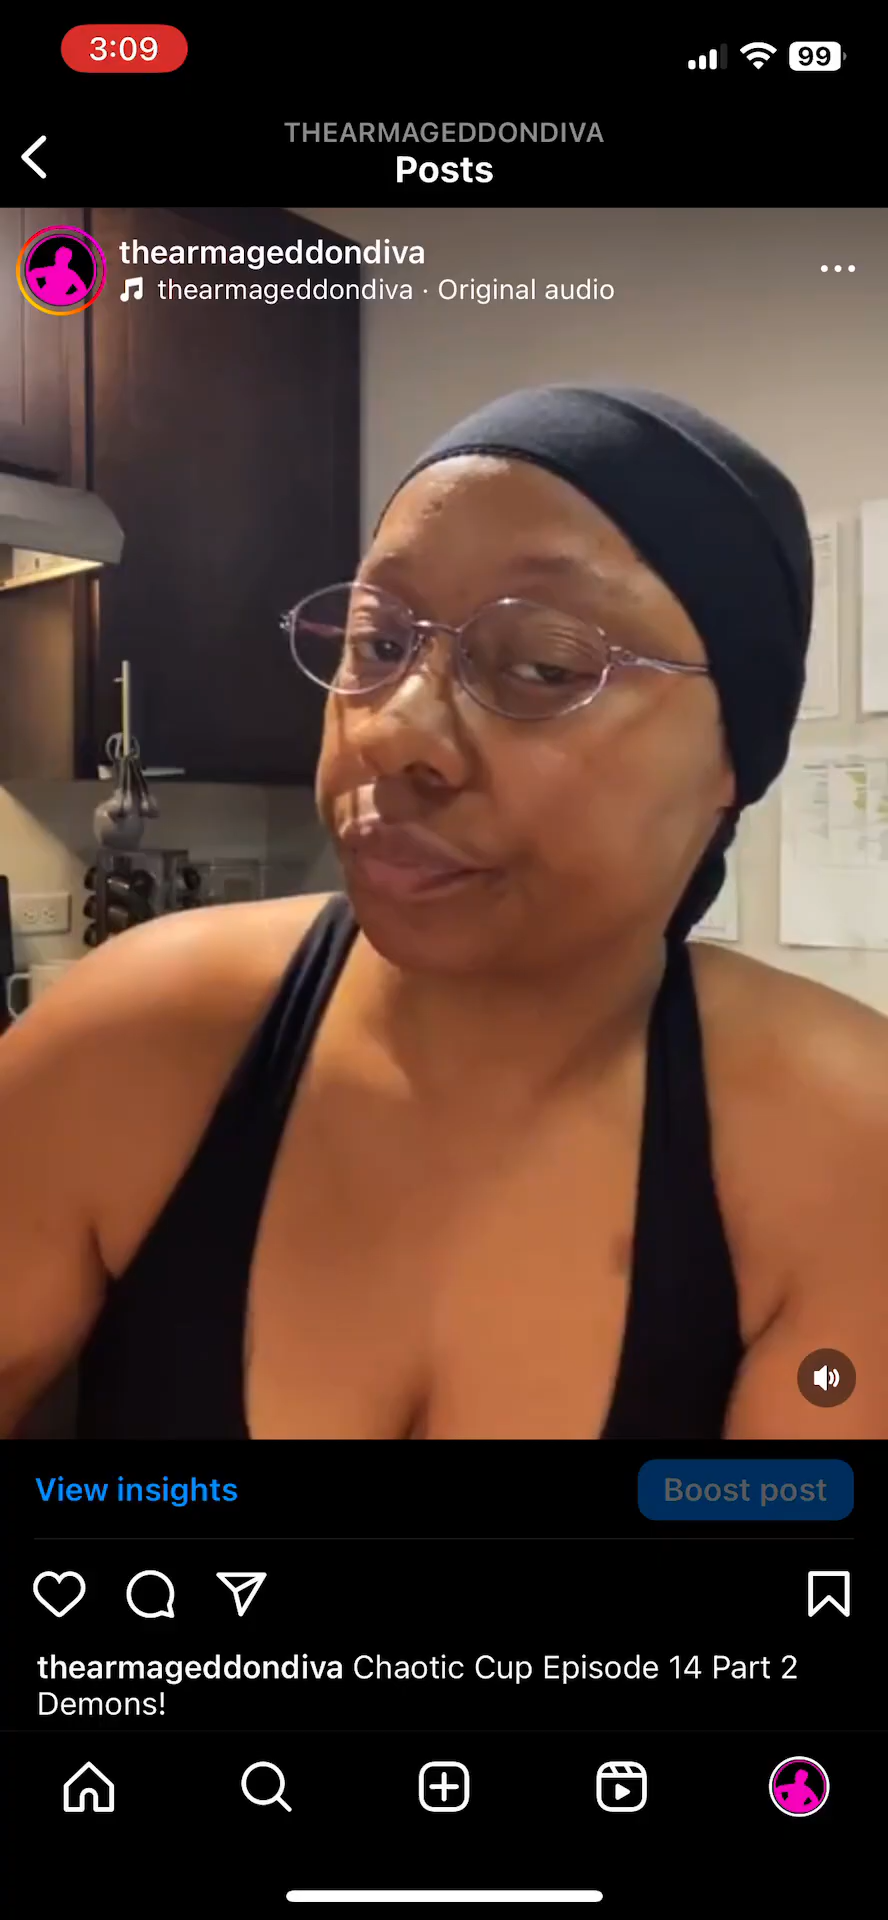 3:09
99
THEARMAGEDDONDIVA
Posts
thearmageddondiva
thearmageddondiva · Original audio
View insights
Boost post
thearmageddondiva Chaotic Cup Episode 14 Part 2
Demons!